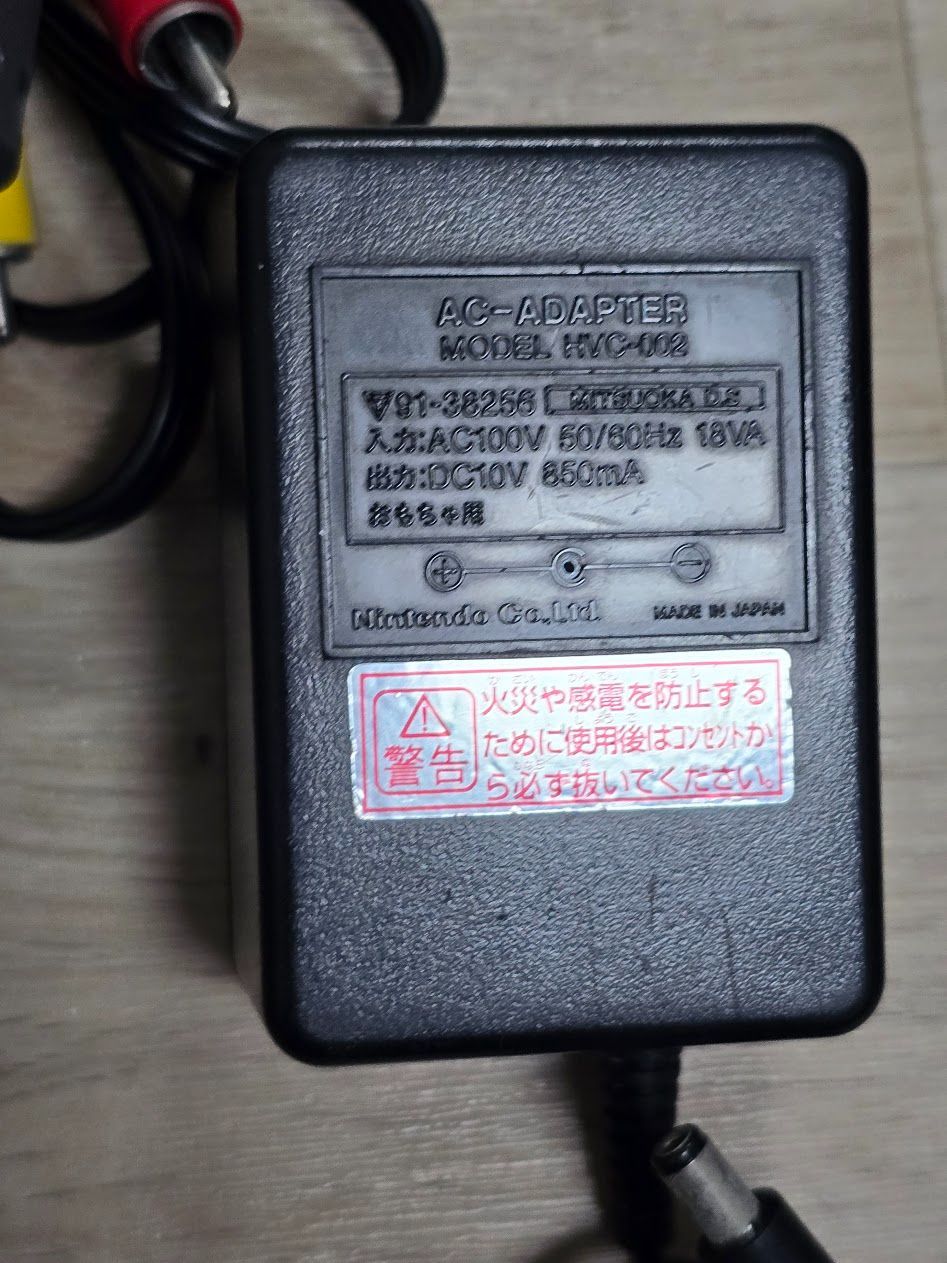 AC-ADAPTER
MODEL HVC-002
91-38256 MITSUOKA D.S.
入力:AC100V 50/60Hz 18VA
出力:DC10V 850mA
おもちゃ用
Nintendo Co.,Ltd. MADE IN JAPAN
警告
火災や感電を防止する
ために使用後はコンセントか
ら必ず抜いてください。